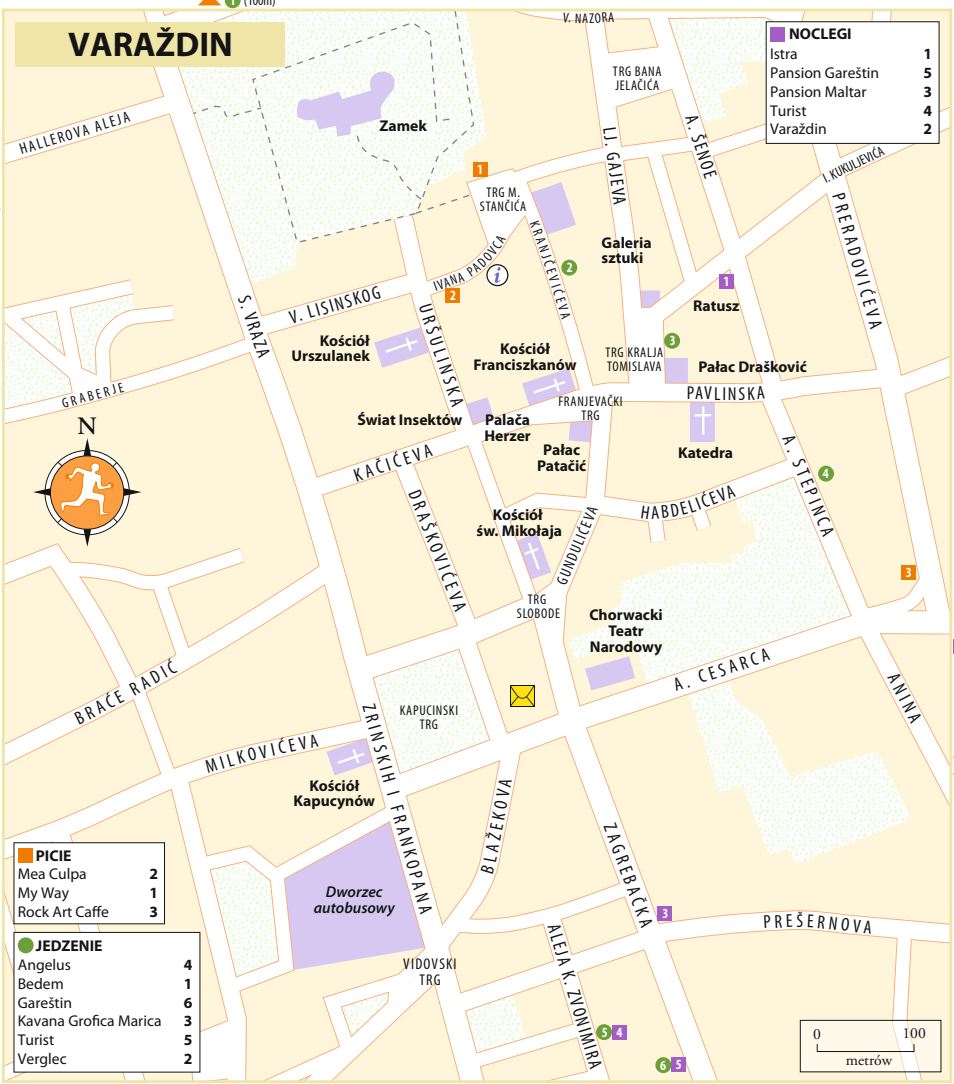 1 (100m)
VARAŽDIN
V. NAZORA
NOCLEGI
Istra 1
Pansion Gareštin 5
Pansion Maltar 3
Turist 4
Varaždin 2
TRG BANA
JELAČIĆA
HALLEROVA ALEJA
Zamek
LJ. GAJEVA
A. ŠENOE
1
I. KUKULJEVIĆA
TRG M.
STANČIĆA
PRERADOVIĆEVA
KRANJČEVIĆEVA
Galeria
sztuki
IVANA PADOVCA
i
2
1
2
S. VRAZA
V. LISINSKOG
URŠULINSKA
Ratusz
Kościół
Urszulanek
Kościół
Franciszkanów
3
TRG KRALJA
TOMISLAVA
Pałac Drašković
GRABERJE
PAVLINSKA
FRANJEVAČKI
TRG
N
Świat Insektów
Palača
Herzer
Pałac
Patačić
Katedra
KAČIĆEVA
A. STEPINCA
4
DRAŠKOVIĆEVA
HABDELIĆEVA
Kościół
św. Mikołaja
GUNDULIĆEVA
3
TRG
SLOBODE
Chorwacki
Teatr
Narodowy
A. CESARCA
BRAĆE RADIĆ
ANINA
KAPUCINSKI
TRG
MILKOVIĆEVA
ZRINSKIH I FRANKOPANA
Kościół
Kapucynów
BLAŽEKOVA
ZAGREBAČKA
PICIE
Mea Culpa 2
My Way 1
Rock Art Caffe 3
Dworzec
autobusowy
3
PREŠERNOVA
ALEJA K. ZVONIMIRA
JEDZENIE
Angelus 4
Bedem 1
Gareštin 6
Kavana Grofica Marica 3
Turist 5
Verglec 2
VIDOVSKI
TRG
5 4
6 5
0 100
metrów